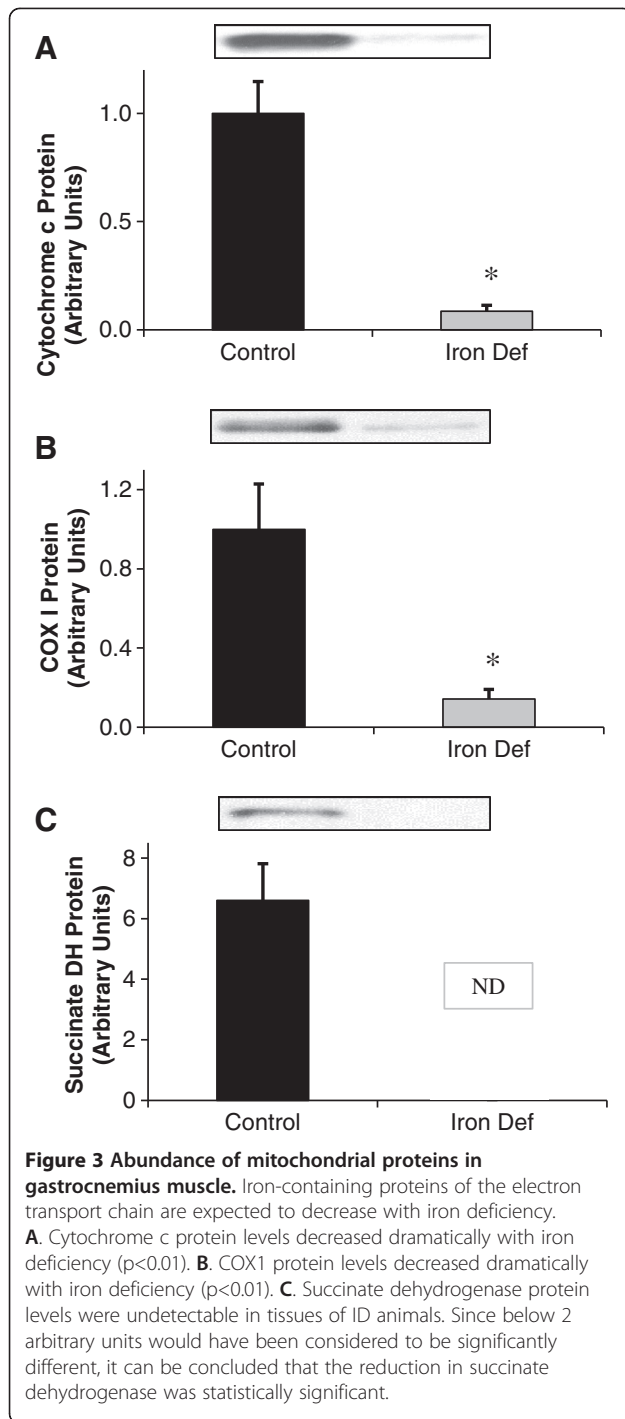 A
Cytochrome c Protein
(Arbitrary Units)
1.0
0.5
0.0
*
Control Iron Def
B
COX I Protein
(Arbitrary Units)
1.2
0.8
0.4
0.0
*
Control Iron Def
C
Succinate DH Protein
(Arbitrary Units)
8
6
4
2
0
ND
Control Iron Def
Figure 3 Abundance of mitochondrial proteins in
gastrocnemius muscle. Iron-containing proteins of the electron
transport chain are expected to decrease with iron deficiency.
A. Cytochrome c protein levels decreased dramatically with iron
deficiency (p<0.01). B. COX1 protein levels decreased dramatically
with iron deficiency (p<0.01). C. Succinate dehydrogenase protein
levels were undetectable in tissues of ID animals. Since below 2
arbitrary units would have been considered to be significantly
different, it can be concluded that the reduction in succinate
dehydrogenase was statistically significant.